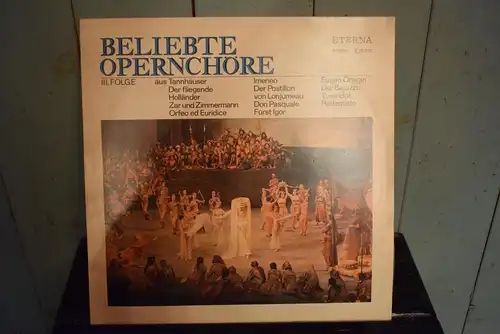 BELIEBTE
OPERNCHÖRE
ETERNA
III. FOLGE
aus Tannhäuser
Der fliegende
Holländer
Zar und Zimmermann
Orfeo ed Euridice
Imeneo
Der Postillon
von Lonjumeau
Don Pasquale
Fürst Igor
Eugen Onegin
Der Bajazzo
Turandot